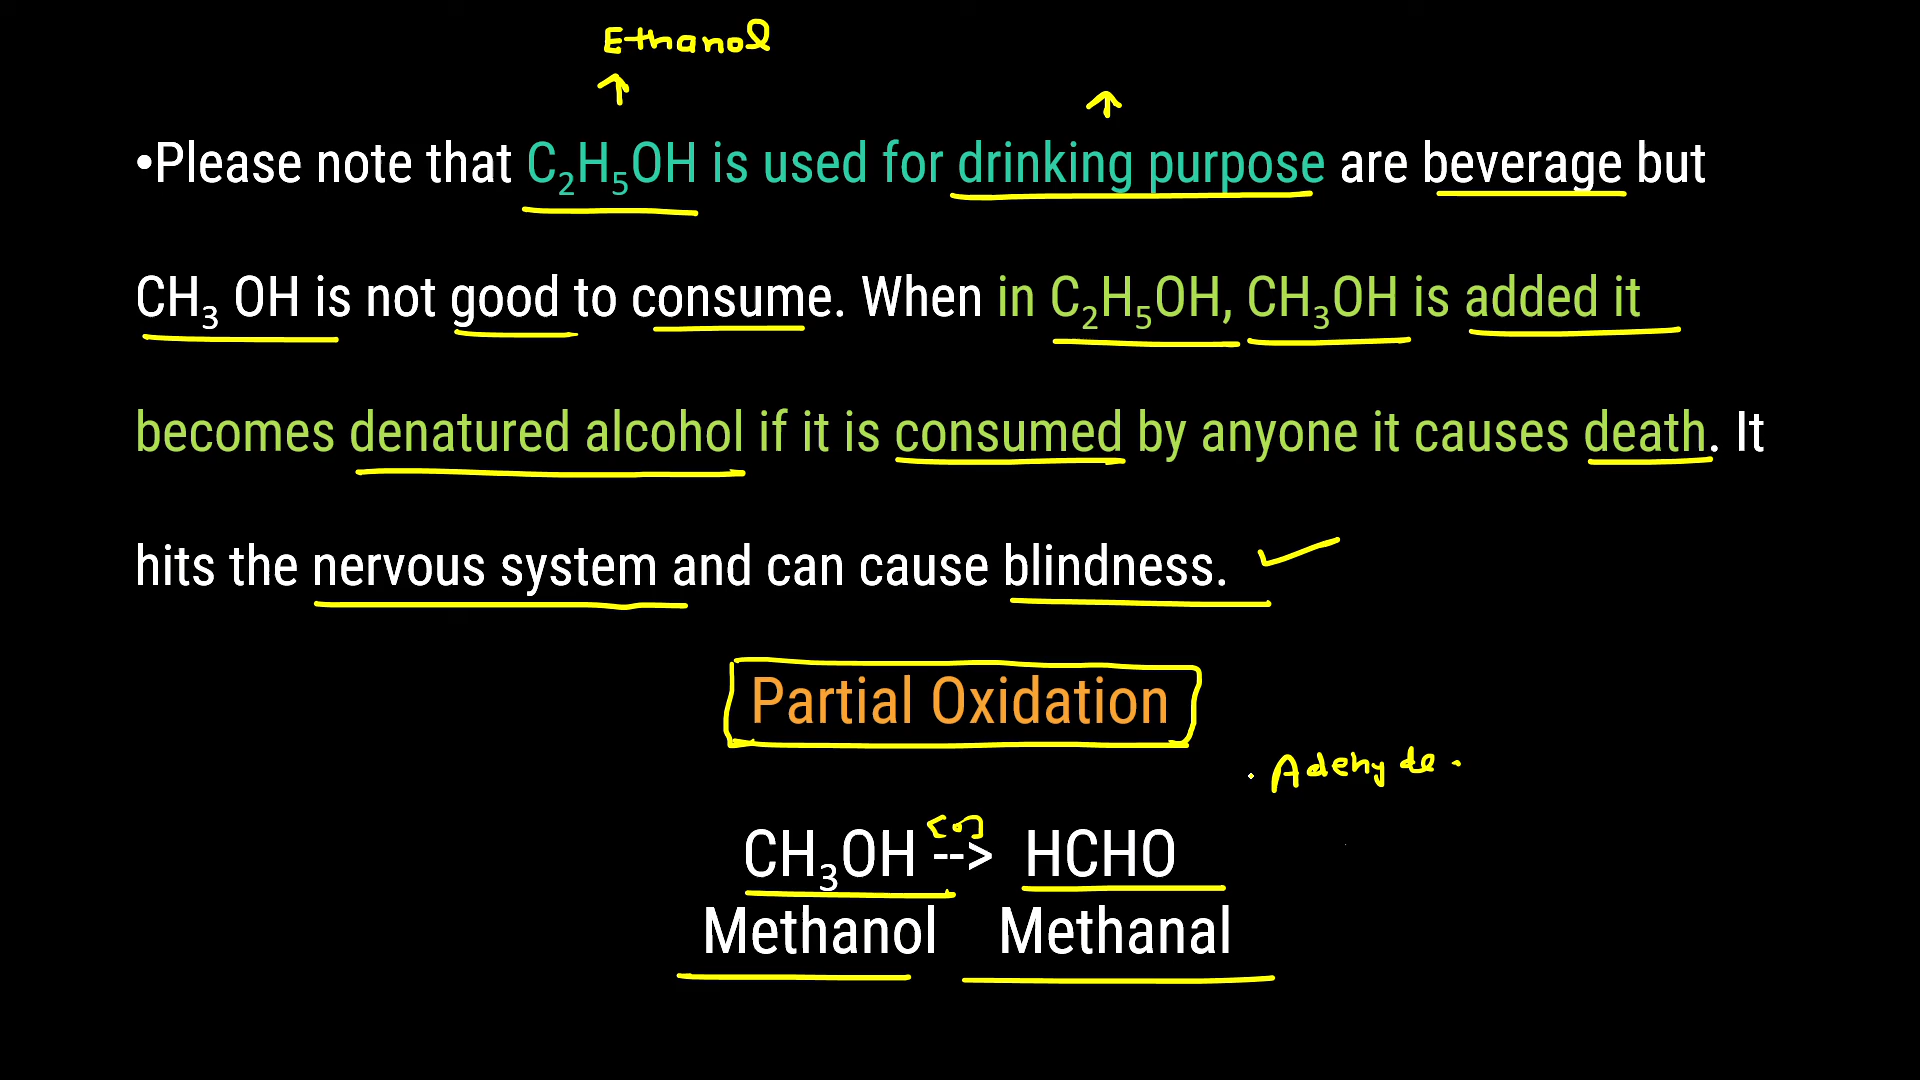 Ethanol
•Please note that C₂H₅OH is used for drinking purpose are beverage but
CH₃ OH is not good to consume. When in C₂H₅OH, CH₃OH is added it
becomes denatured alcohol if it is consumed by anyone it causes death. It
hits the nervous system and can cause blindness.
Partial Oxidation
Adehyde.
[o]
CH₃OH --> HCHO
Methanol Methanal